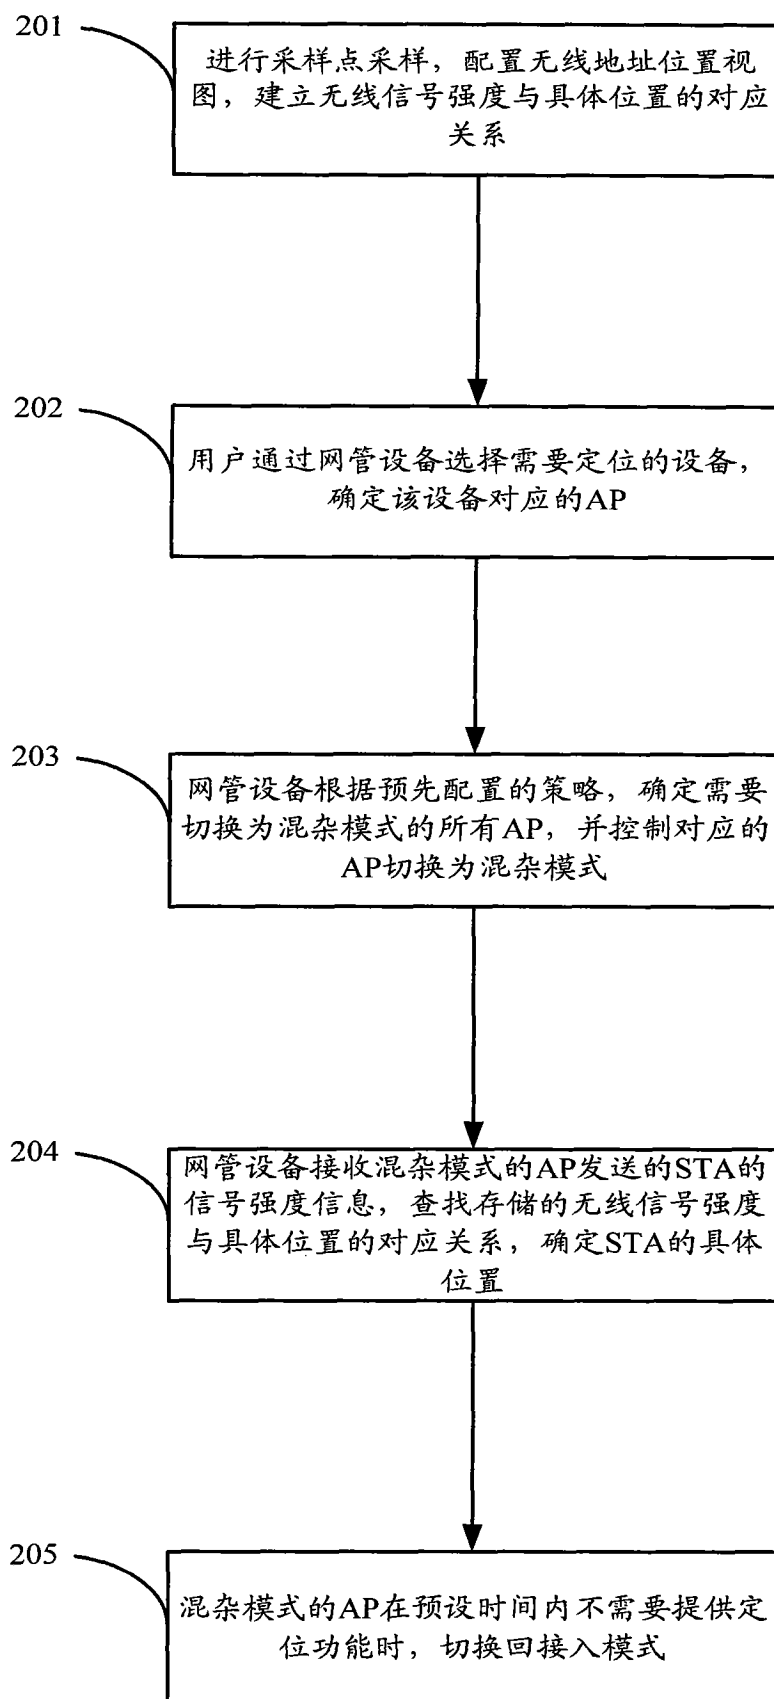 201
进行采样点采样，配置无线地址位置视
图，建立无线信号强度与具体位置的对应
关系
202
用户通过网管设备选择需要定位的设备，
确定该设备对应的AP
203
网管设备根据预先配置的策略，确定需要
切换为混杂模式的所有AP，并控制对应的
AP切换为混杂模式
204
网管设备接收混杂模式的AP发送的STA的
信号强度信息，查找存储的无线信号强度
与具体位置的对应关系，确定STA的具体
位置
205
混杂模式的AP在预设时间内不需要提供定
位功能时，切换回接入模式